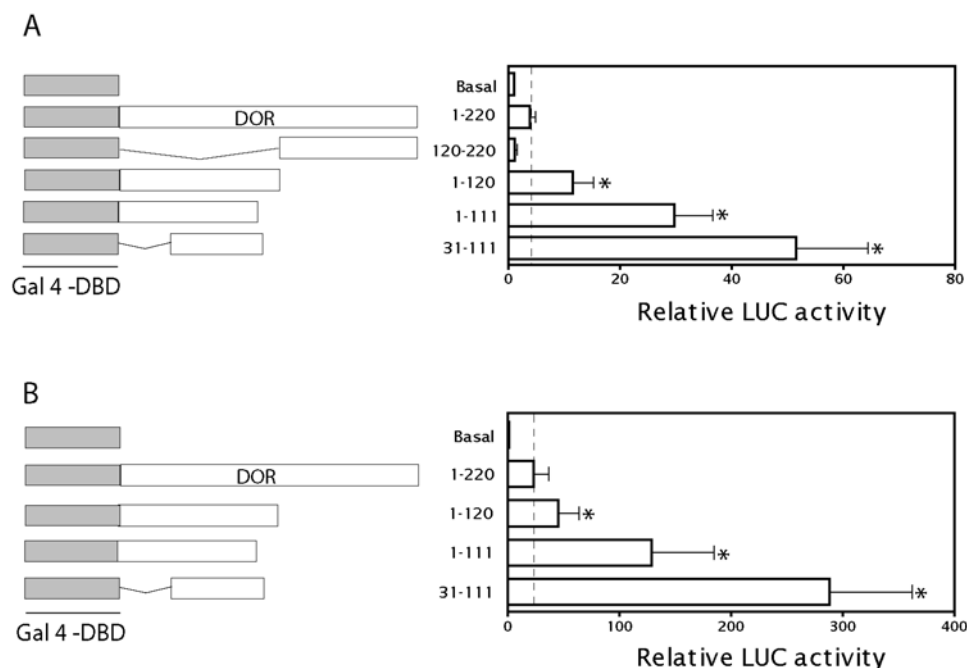 A
DOR
Gal 4 -DBD
Basal
1-220
120-220
1-120
1-111
31-111
*
*
*
0 20 40 60 80
Relative LUC activity
B
DOR
Gal 4 -DBD
Basal
1-220
1-120
1-111
31-111
*
*
*
0 100 200 300 400
Relative LUC activity